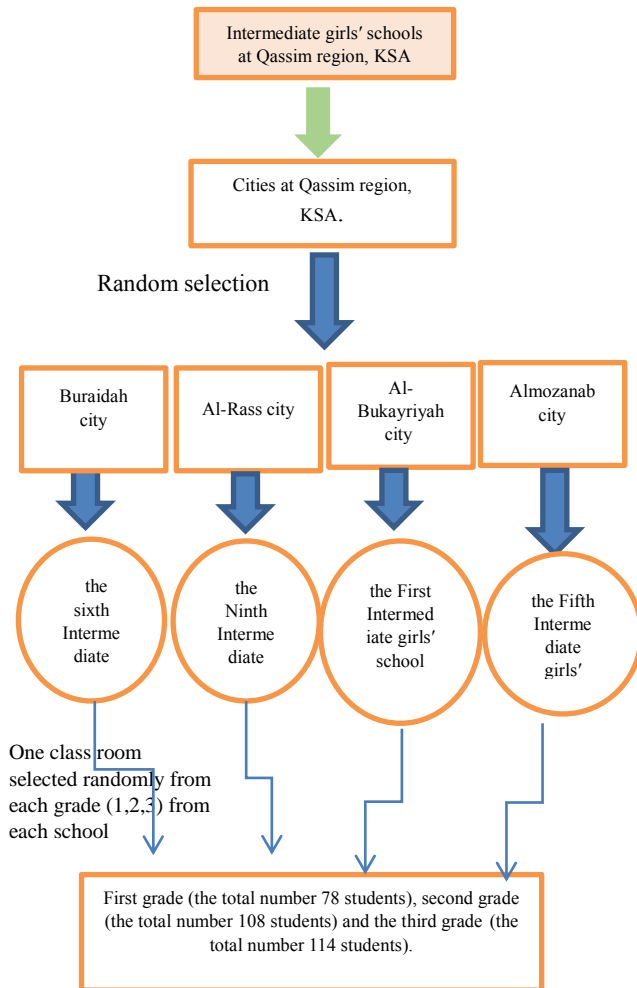 Intermediate girls′ schools
at Qassim region, KSA
Cities at Qassim region,
KSA.
Random selection
Buraidah
city
Al-Rass city
Al-
Bukayriyah
city
Almozanab
city
the
sixth
Interme
diate
the
Ninth
Interme
diate
the First
Intermed
iate girls′
school
the Fifth
Interme
diate
girls′
One class room
selected randomly from
each grade (1,2,3) from
each school
First grade (the total number 78 students), second grade
(the total number 108 students) and the third grade (the
total number 114 students).